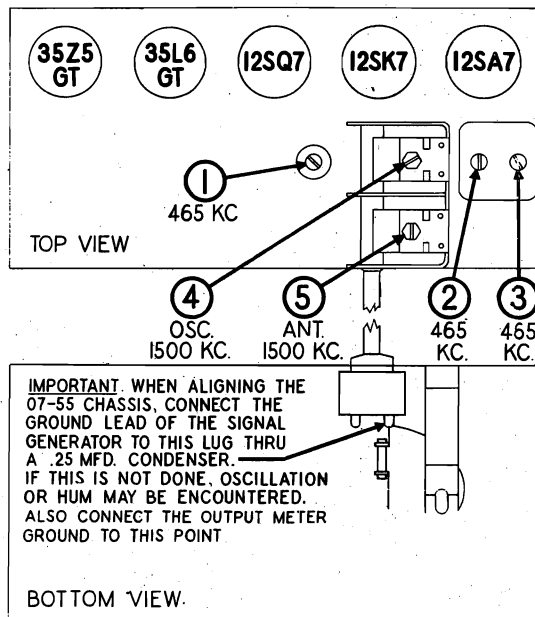 35Z5
GT
35L6
GT
12SQ7
12SK7
12SA7
1
465 KC
TOP VIEW
4
OSC.
1500 KC.
5
ANT.
1500 KC.
2
465
KC.
3
465
KC.
IMPORTANT. WHEN ALIGNING THE
07-55 CHASSIS, CONNECT THE
GROUND LEAD OF THE SIGNAL
GENERATOR TO THIS LUG THRU
A .25 MFD. CONDENSER.
IF THIS IS NOT DONE, OSCILLATION
OR HUM MAY BE ENCOUNTERED.
ALSO CONNECT THE OUTPUT METER
GROUND TO THIS POINT
BOTTOM VIEW.